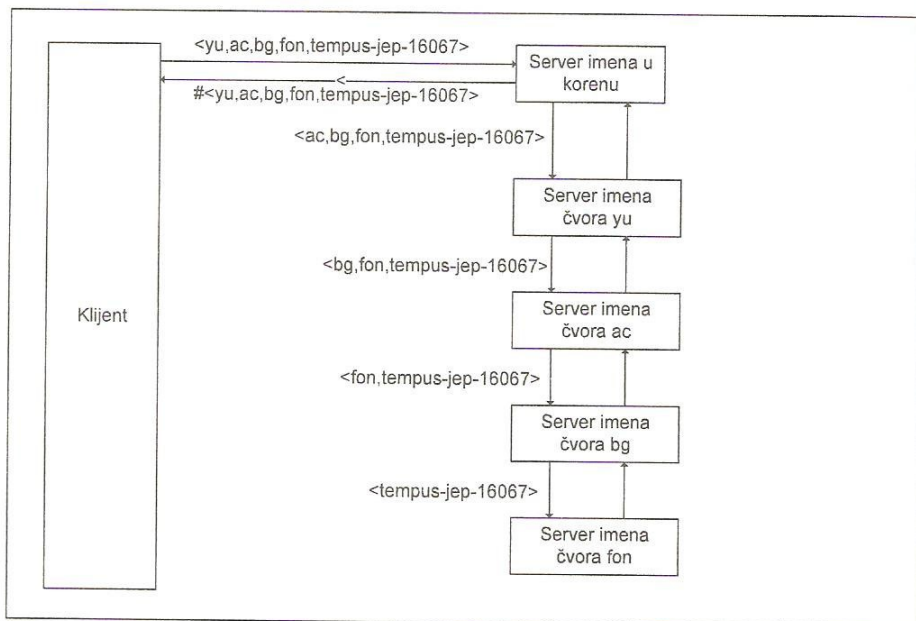 <yu,ac,bg,fon,tempus-jep-16067>
#<yu,ac,bg,fon,tempus-jep-16067>
Server imena u
korenu
<ac,bg,fon,tempus-jep-16067>
Server imena
čvora yu
<bg,fon,tempus-jep-16067>
Klijent
Server imena
čvora ac
<fon,tempus-jep-16067>
Server imena
čvora bg
<tempus-jep-16067>
Server imena
čvora fon